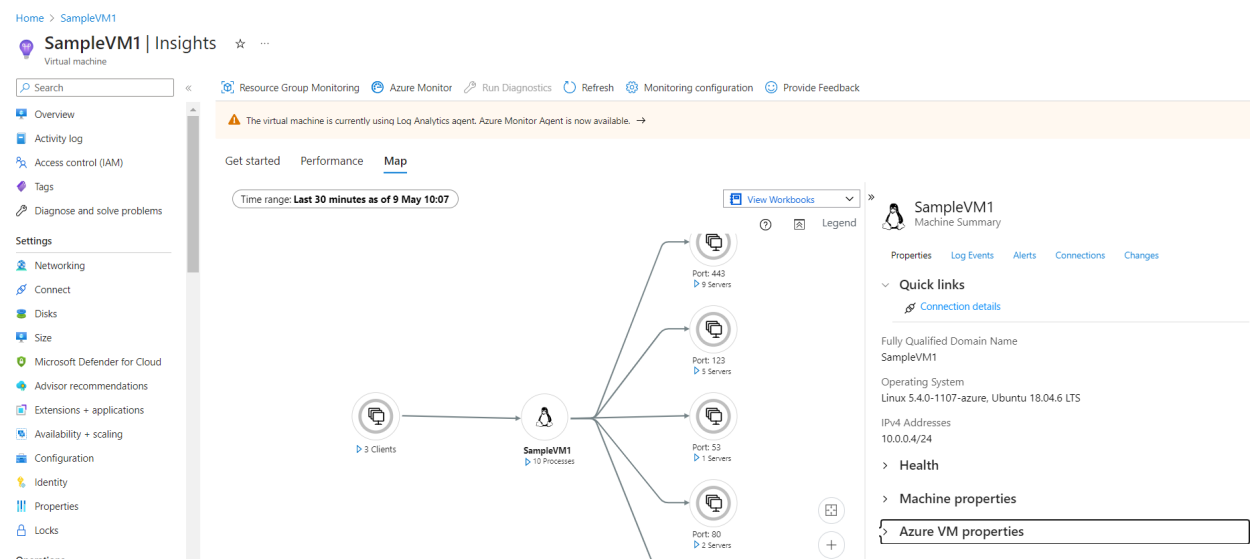 Home > SampleVM1
SampleVM1 | Insights
Virtual machine
Search
Overview
Activity log
Access control (IAM)
Tags
Diagnose and solve problems
Settings
Networking
Connect
Disks
Size
Microsoft Defender for Cloud
Advisor recommendations
Extensions + applications
Availability + scaling
Configuration
Identity
Properties
Locks
Operations
Resource Group Monitoring
Azure Monitor
Run Diagnostics
Refresh
Monitoring configuration
Provide Feedback
The virtual machine is currently using Log Analytics agent. Azure Monitor Agent is now available. →
Get started
Performance
Map
Time range: Last 30 minutes as of 9 May 10:07
View Workbooks
Legend
3 Clients
SampleVM1
10 Processes
Port: 443
9 Servers
Port: 123
5 Servers
Port: 53
1 Servers
Port: 80
2 Servers
SampleVM1
Machine Summary
Properties
Log Events
Alerts
Connections
Changes
Quick links
Connection details
Fully Qualified Domain Name
SampleVM1
Operating System
Linux 5.4.0-1107-azure, Ubuntu 18.04.6 LTS
IPv4 Addresses
10.0.0.4/24
Health
Machine properties
Azure VM properties